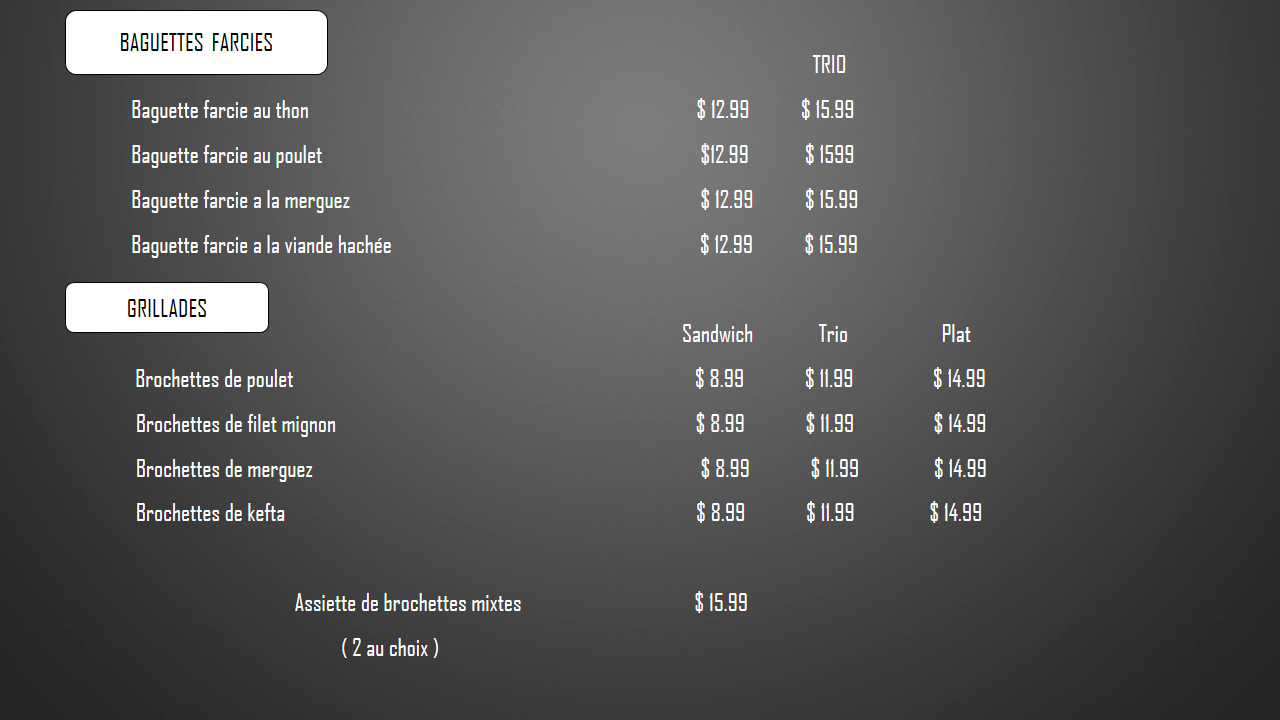 BAGUETTES FARCIES
TRIO
Baguette farcie au thon $ 12.99 $ 15.99
Baguette farcie au poulet $12.99 $ 1599
Baguette farcie a la merguez $ 12.99 $ 15.99
Baguette farcie a la viande hachée $ 12.99 $ 15.99
GRILLADES
Sandwich Trio Plat
Brochettes de poulet $ 8.99 $ 11.99 $ 14.99
Brochettes de filet mignon $ 8.99 $ 11.99 $ 14.99
Brochettes de merguez $ 8.99 $ 11.99 $ 14.99
Brochettes de kefta $ 8.99 $ 11.99 $ 14.99
Assiette de brochettes mixtes $ 15.99
( 2 au choix )